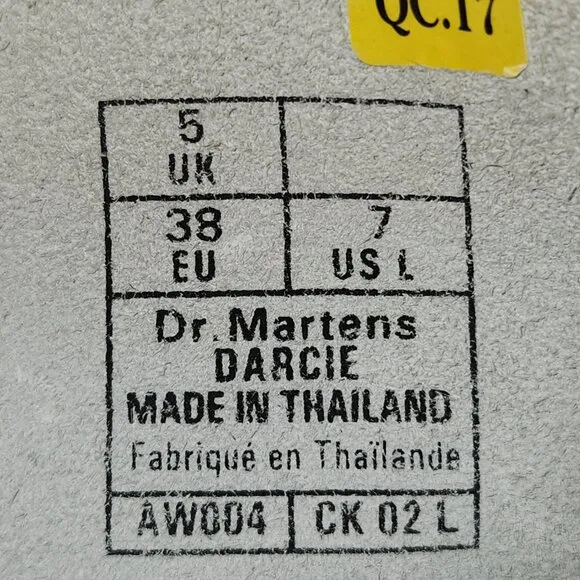 QC.17
5
UK
38
EU
7
US L
Dr. Martens
DARCIE
MADE IN THAILAND
Fabriqué en Thaïlande
AW004
CK 02 L